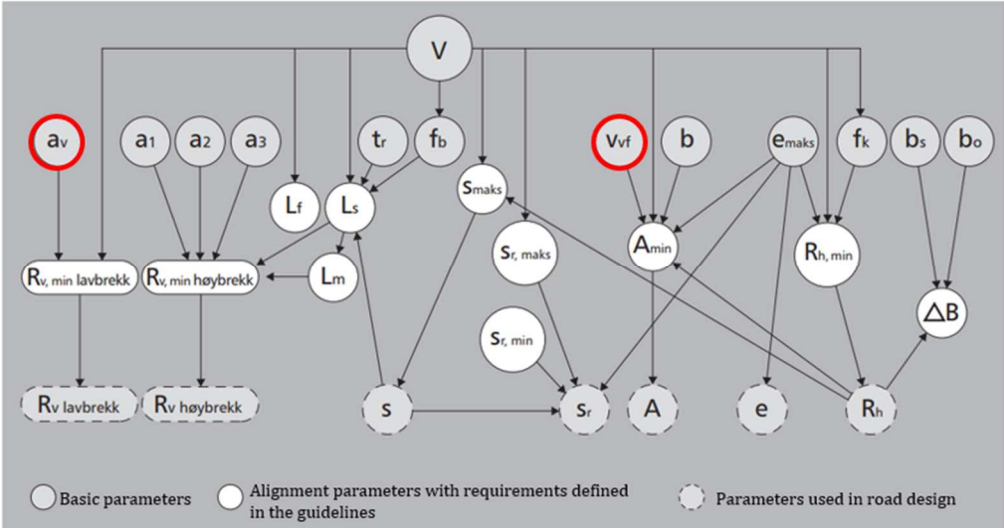 V
av
a1
a2
a3
tr
fb
vvf
b
emaks
fk
bs
bo
Lf
Ls
smaks
sr, maks
Amin
Rh, min
Rv, min lavbrekk
Rv, min høybrekk
Lm
ΔB
sr, min
Rv lavbrekk
Rv høybrekk
s
sr
A
e
Rh
Basic parameters
Alignment parameters with requirements defined
in the guidelines
Parameters used in road design